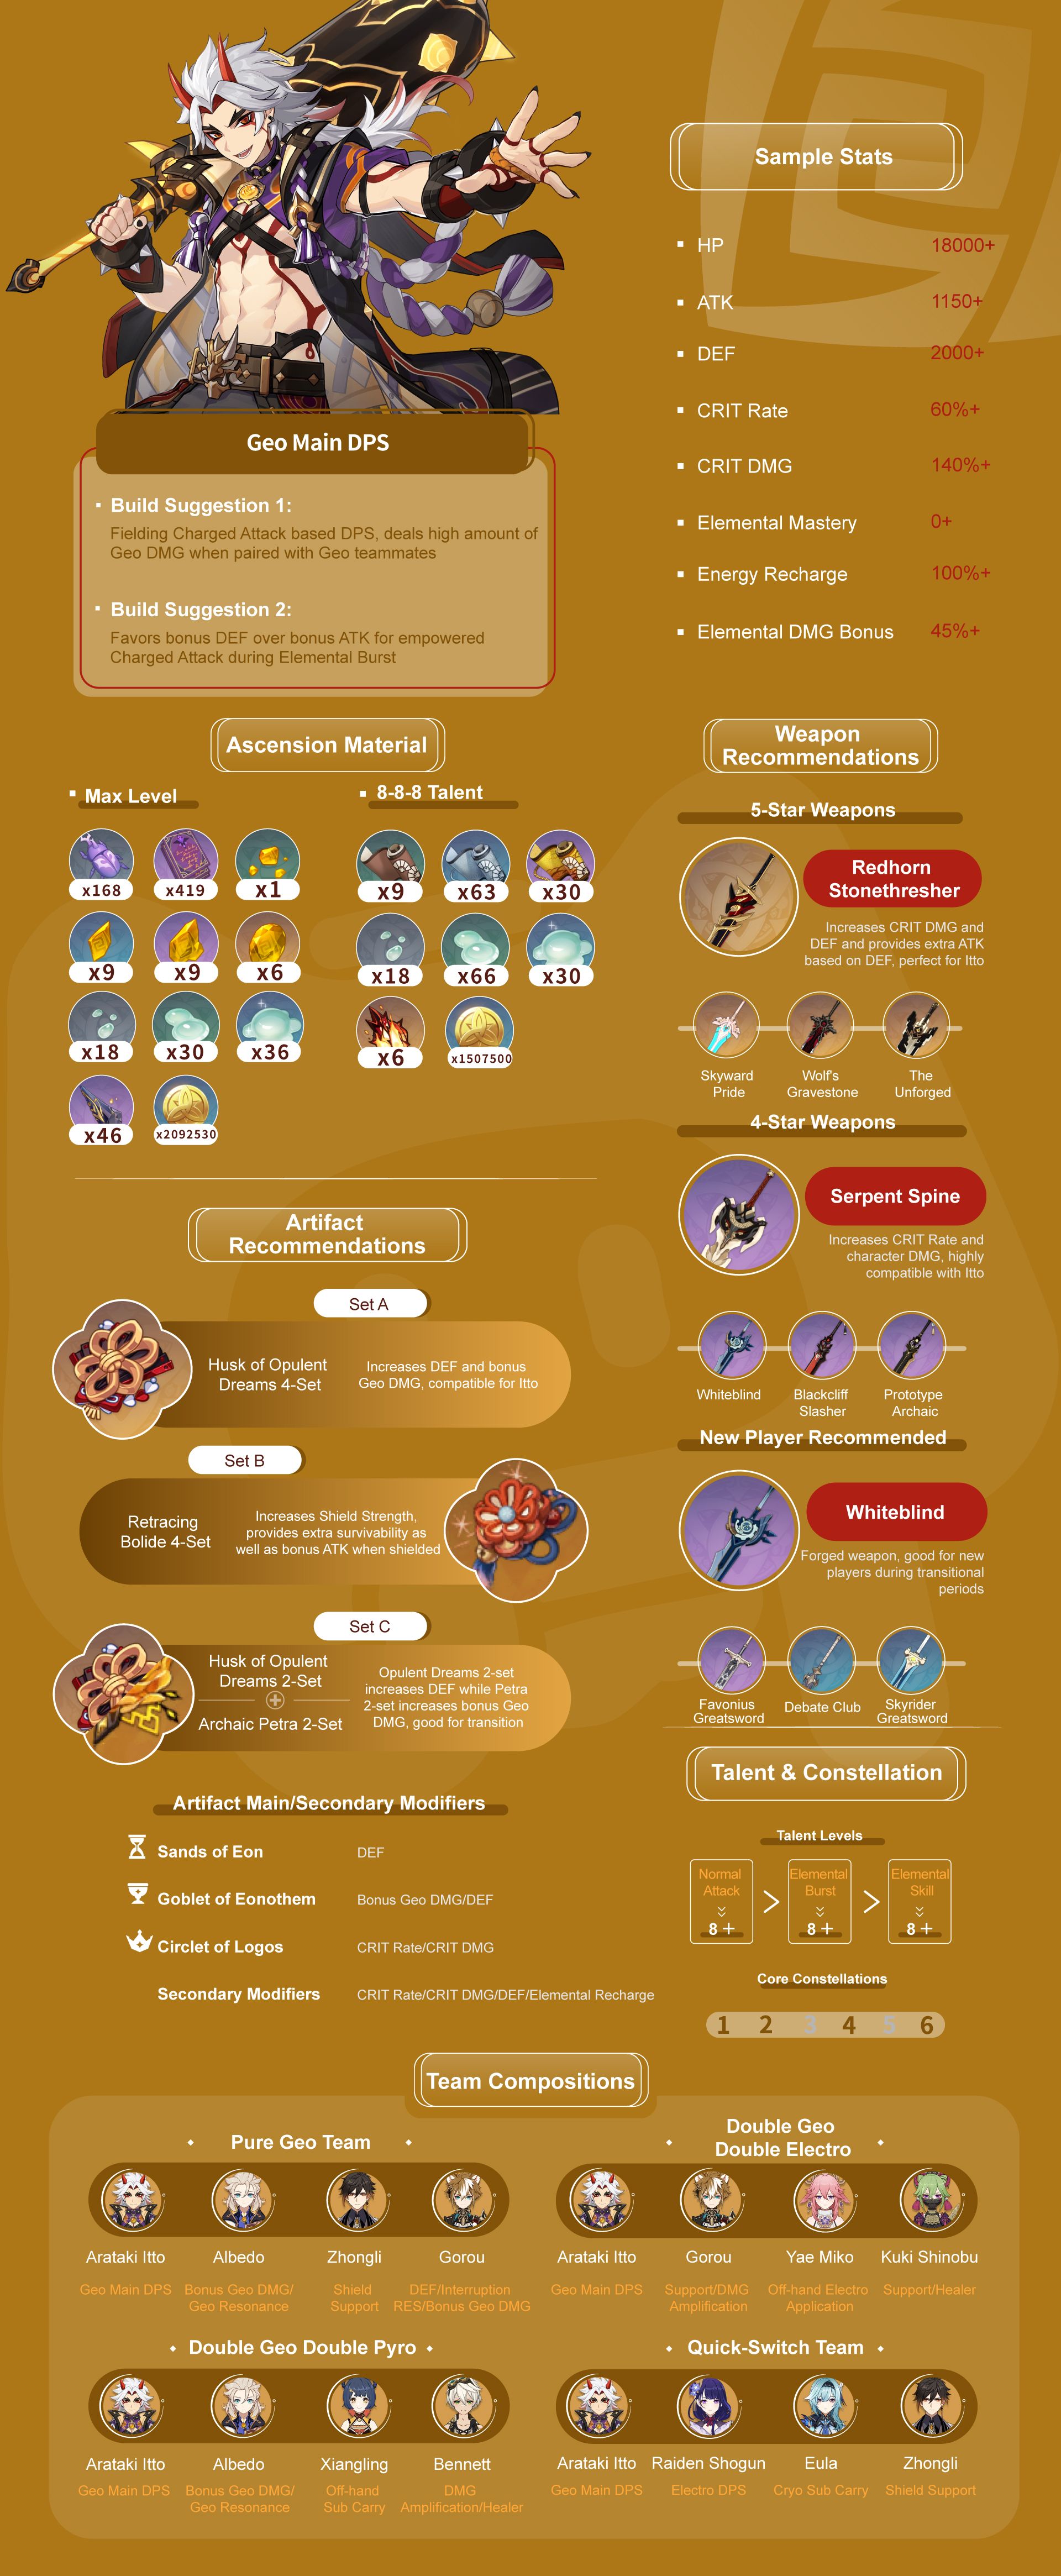 Sample Stats
HP 18000+
ATK 1150+
DEF 2000+
CRIT Rate 60%+
CRIT DMG 140%+
Elemental Mastery 0+
Energy Recharge 100%+
Elemental DMG Bonus 45%+
Geo Main DPS
Build Suggestion 1:
Fielding Charged Attack based DPS, deals high amount of
Geo DMG when paired with Geo teammates
Build Suggestion 2:
Favors bonus DEF over bonus ATK for empowered
Charged Attack during Elemental Burst
Ascension Material
Max Level
x168 x419 x1
x9 x9 x6
x18 x30 x36
x46 x2092530
8-8-8 Talent
x9 x63 x30
x18 x66 x30
x6 x1507500
Weapon
Recommendations
5-Star Weapons
Redhorn
Stonethresher
Increases CRIT DMG and
DEF and provides extra ATK
based on DEF, perfect for Itto
Skyward
Pride
Wolf's
Gravestone
The
Unforged
4-Star Weapons
Serpent Spine
Increases CRIT Rate and
character DMG, highly
compatible with Itto
Whiteblind
Blackcliff
Slasher
Prototype
Archaic
New Player Recommended
Whiteblind
Forged weapon, good for new
players during transitional
periods
Favonius
Greatsword
Debate Club
Skyrider
Greatsword
Artifact
Recommendations
Set A
Husk of Opulent
Dreams 4-Set
Increases DEF and bonus
Geo DMG, compatible for Itto
Set B
Retracing
Bolide 4-Set
Increases Shield Strength,
provides extra survivability as
well as bonus ATK when shielded
Set C
Husk of Opulent
Dreams 2-Set
Archaic Petra 2-Set
Opulent Dreams 2-set
increases DEF while Petra
2-set increases bonus Geo
DMG, good for transition
Artifact Main/Secondary Modifiers
Sands of Eon DEF
Goblet of Eonothem Bonus Geo DMG/DEF
Circlet of Logos CRIT Rate/CRIT DMG
Secondary Modifiers CRIT Rate/CRIT DMG/DEF/Elemental Recharge
Talent & Constellation
Talent Levels
Normal
Attack
8 +
>
Elemental
Burst
8 +
>
Elemental
Skill
8 +
Core Constellations
1 2 3 4 5 6
Team Compositions
Pure Geo Team
Arataki Itto Albedo Zhongli Gorou
Geo Main DPS
Bonus Geo DMG/
Geo Resonance
Shield
Support
DEF/Interruption
RES/Bonus Geo DMG
Double Geo
Double Electro
Arataki Itto Gorou Yae Miko Kuki Shinobu
Geo Main DPS
Support/DMG
Amplification
Off-hand Electro
Application
Support/Healer
Double Geo Double Pyro
Arataki Itto Albedo Xiangling Bennett
Geo Main DPS
Bonus Geo DMG/
Geo Resonance
Off-hand
Sub Carry
DMG
Amplification/Healer
Quick-Switch Team
Arataki Itto Raiden Shogun Eula Zhongli
Geo Main DPS Electro DPS Cryo Sub Carry Shield Support